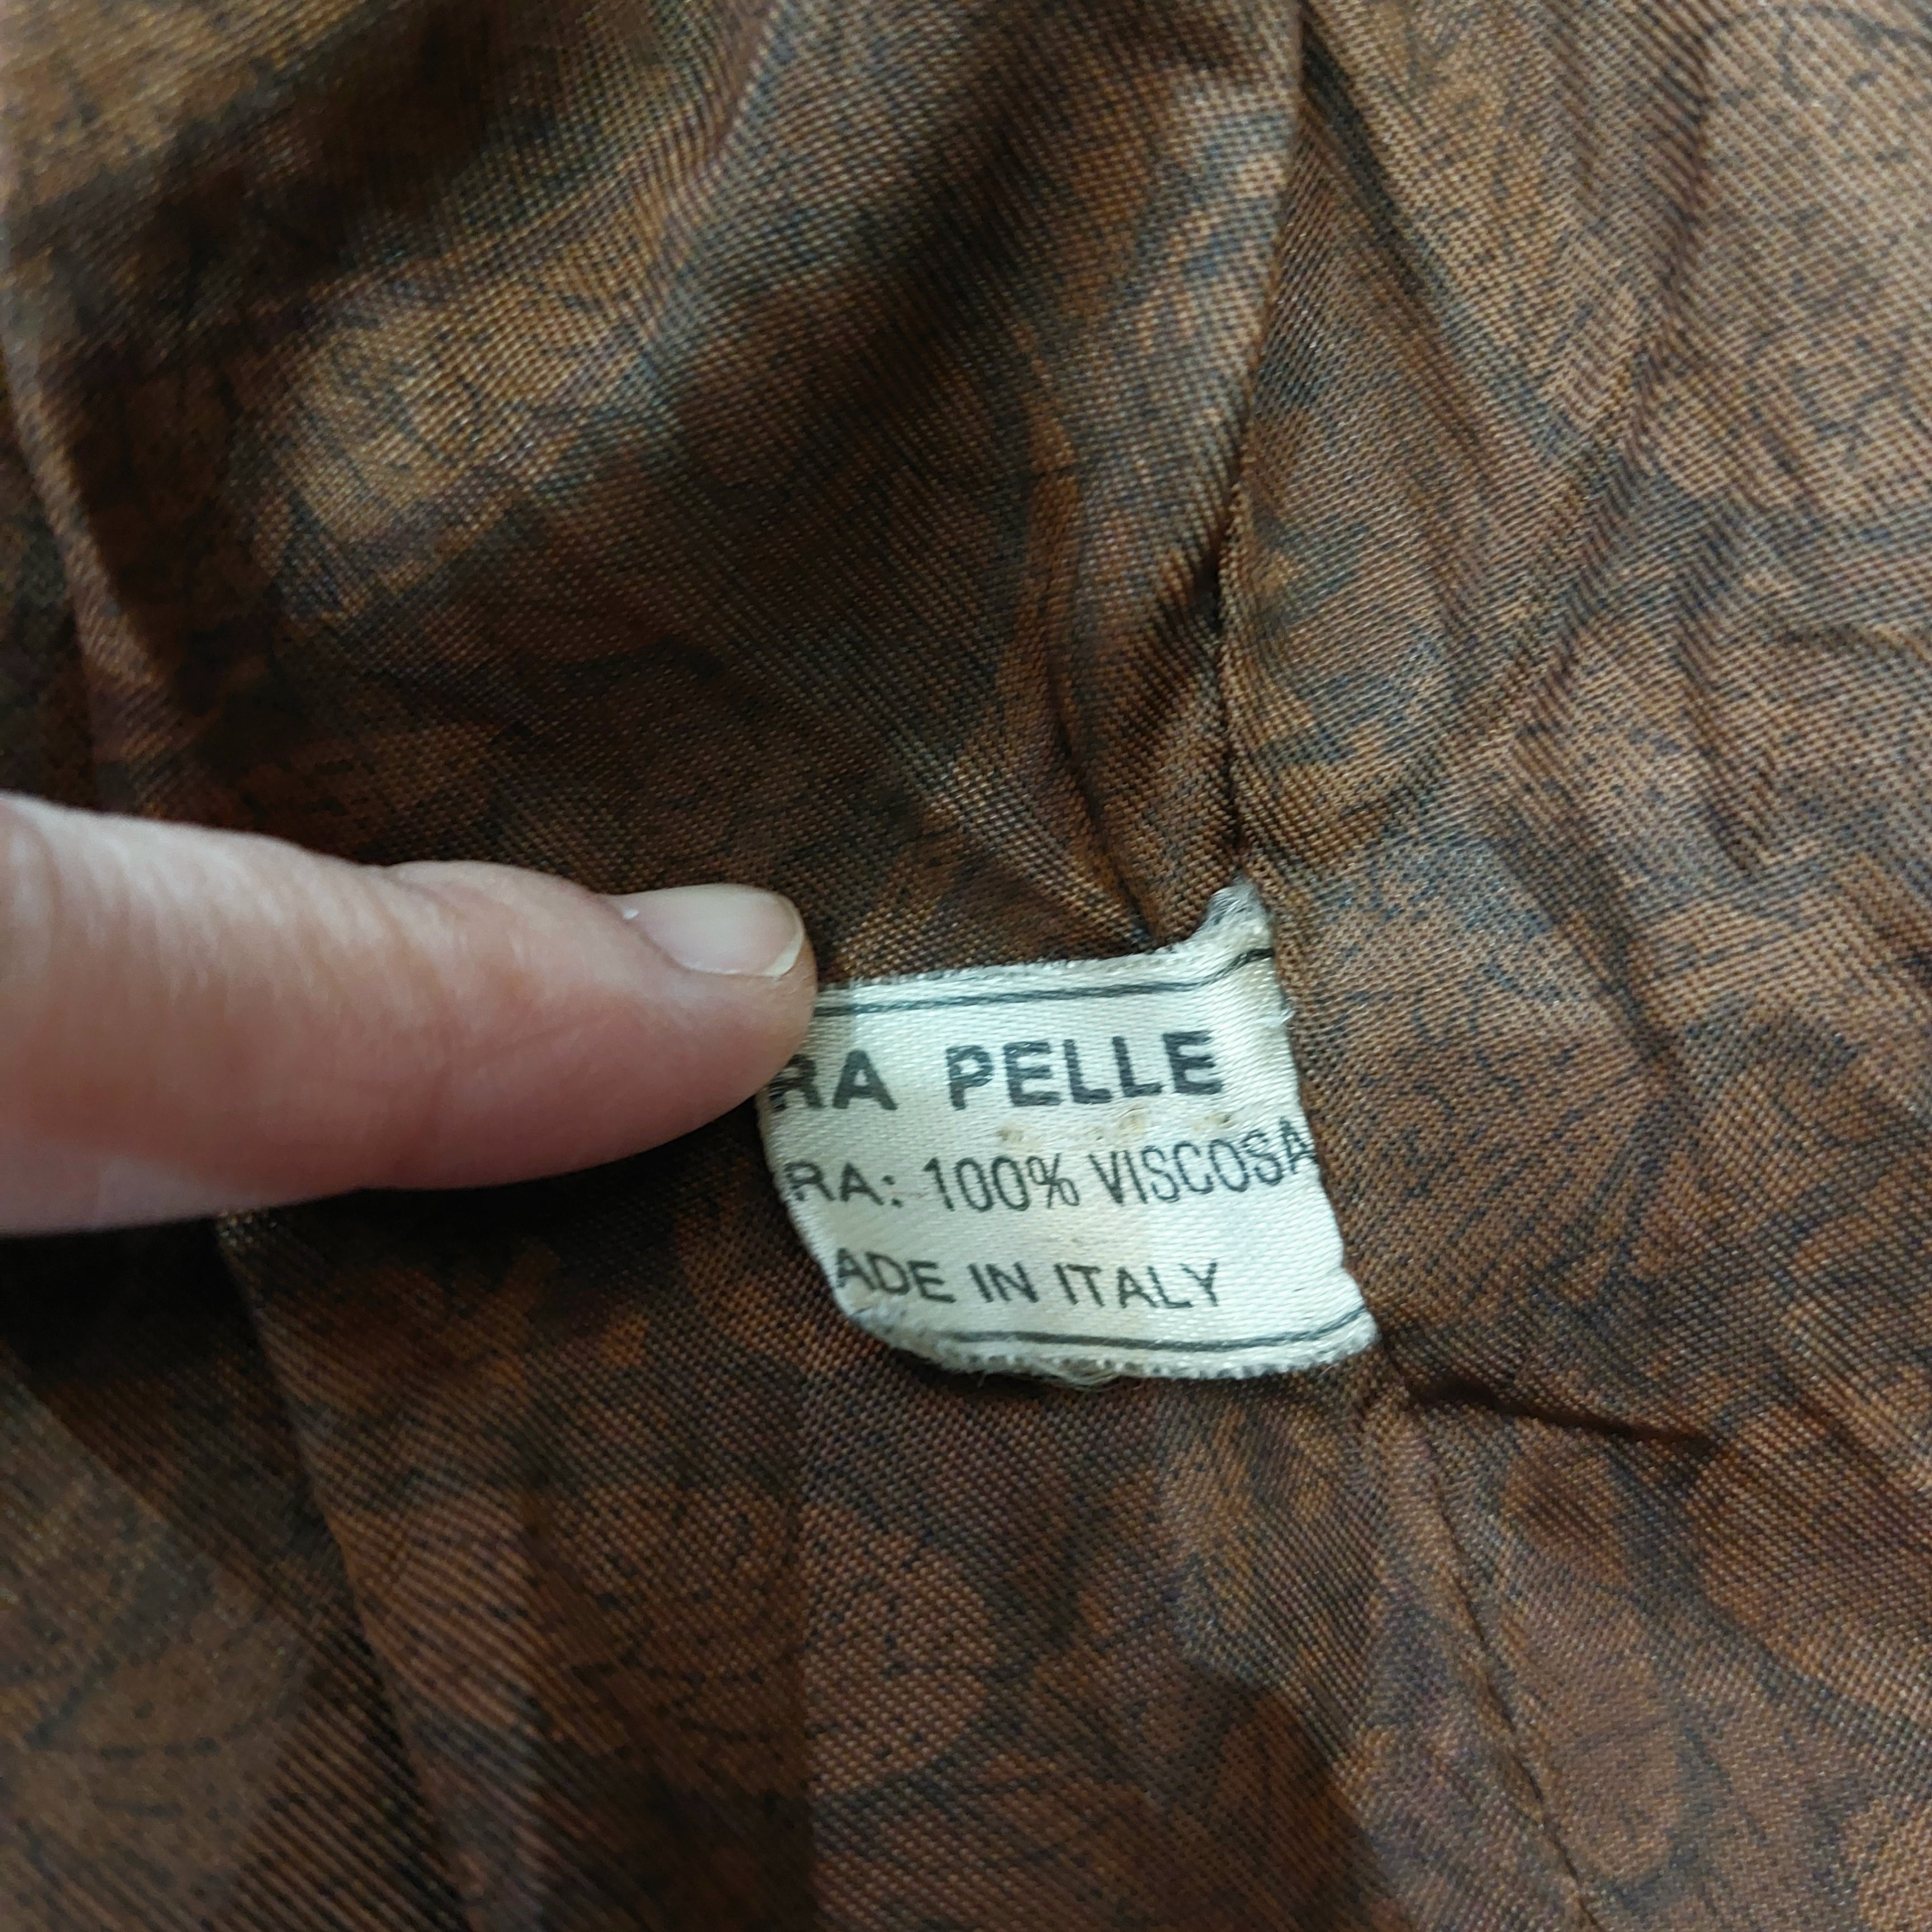 RA PELLE
RA: 100% VISCOSA
ADE IN ITALY